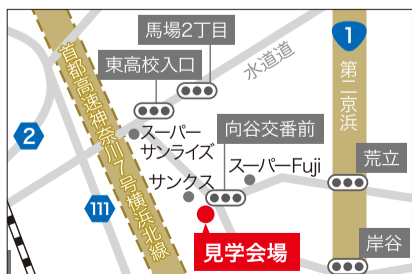 馬場2丁目
東高校入口
水道道
1
第二京浜
首都高速神奈川7号横浜北線
2
スーパー
サンライズ
向谷交番前
スーパーFuji
荒立
サンクス
111
見学会場
岸谷